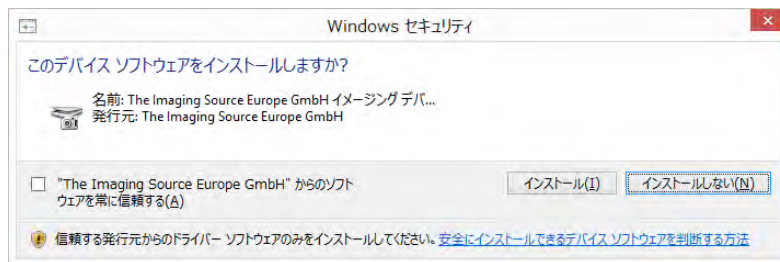 Windows セキュリティ
このデバイス ソフトウェアをインストールしますか?
名前: The Imaging Source Europe GmbH イメージング デバ...
発行元: The Imaging Source Europe GmbH
"The Imaging Source Europe GmbH" からのソフト
ウェアを常に信頼する(A)
インストール(I)
インストールしない(N)
信頼する発行元からのドライバー ソフトウェアのみをインストールしてください。安全にインストールできるデバイス ソフトウェアを判断する方法